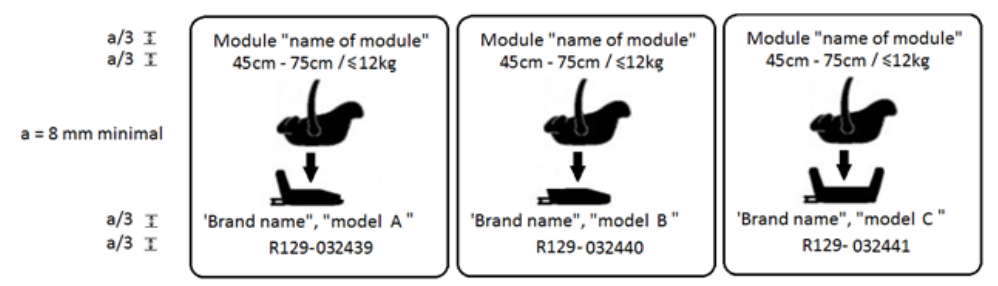 a/3
a/3
a = 8 mm minimal
a/3
a/3
Module "name of module"
45cm - 75cm / ⩽12kg
'Brand name", "model A "
R129-032439
Module "name of module"
45cm - 75cm / ⩽12kg
'Brand name", "model B "
R129- 032440
Module "name of module"
45cm - 75cm / ⩽12kg
'Brand name", "model C "
R129- 032441